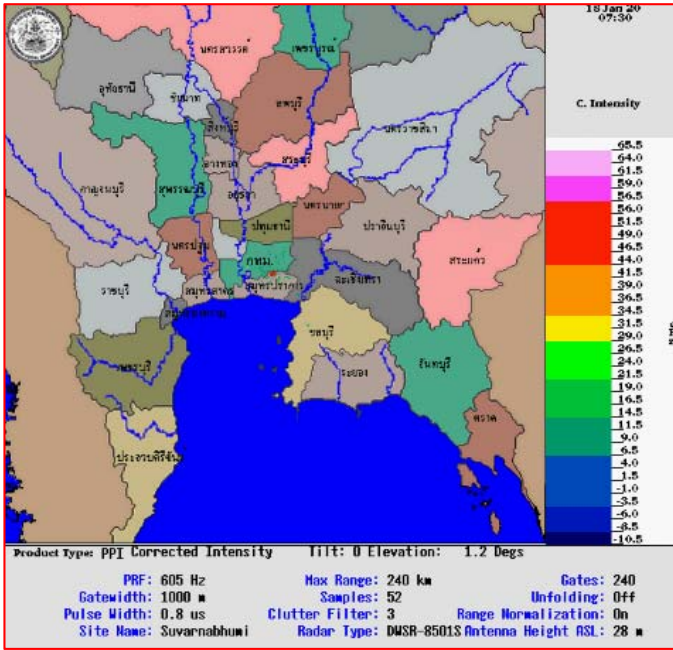 18 Jan 20
07:30
C. Intensity
นครสวรรค์
เพชรบูรณ์
อุทัยธานี
ชัยนาท
ลพบุรี
สิงห์บุรี
นครราชสีมา
อ่างทอง
สระบุรี
กาญจนบุรี
สุพรรณบุรี
อยุธยา
นครนายก
ปราจีนบุรี
ปทุมธานี
นครปฐม
กทม.
สระแก้ว
ราชบุรี
สมุทรสาคร
สมุทรปราการ
ฉะเชิงเทรา
ชลบุรี
เพชรบุรี
ระยอง
จันทบุรี
ตราด
ประจวบคีรีขันธ์
65.5
64.0
61.5
59.0
56.5
56.0
51.5
49.0
46.5
44.0
41.5
39.0
36.5
34.0
31.5
29.0
26.5
24.0
21.5
19.0
16.5
14.5
11.5
9.0
6.5
4.0
1.5
-1.0
-3.5
-6.0
-8.5
-10.5
Product Type: PPI Corrected Intensity Tilt: 0 Elevation: 1.2 Degs
PRF: 605 Hz Max Range: 240 km Gates: 240
Gatewidth: 1000 m Samples: 52 Unfolding: Off
Pulse Width: 0.8 us Clutter Filter: 3 Range Normalization: On
Site Name: Suvarnabhumi Radar Type: DWSR-8501S Antenna Height ASL: 28 m